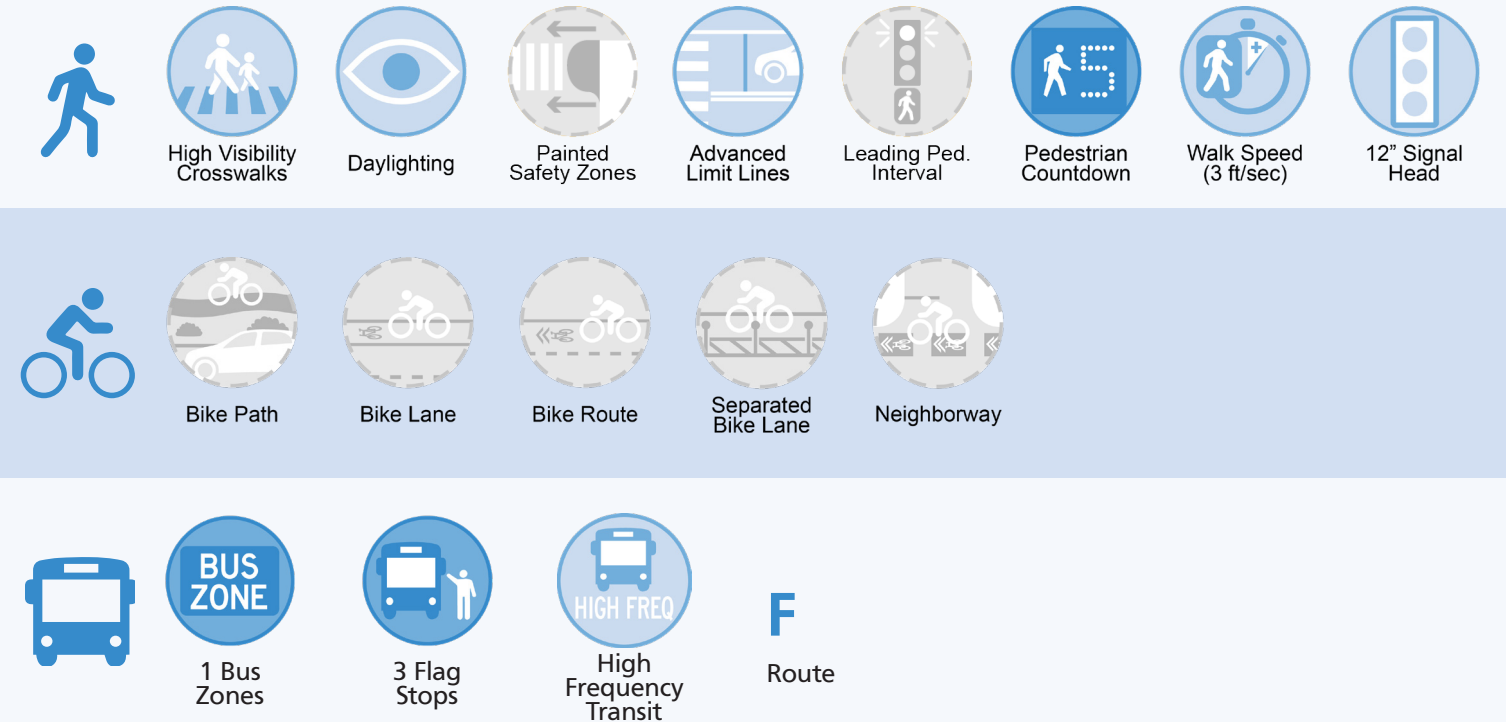 5
High Visibility
Crosswalks
Daylighting
Painted
Safety Zones
Advanced
Limit Lines
Leading Ped.
Interval
Pedestrian
Countdown
Walk Speed
(3 ft/sec)
12” Signal
Head
Bike Path
Bike Lane
Bike Route
Separated
Bike Lane
Neighborway
BUS
ZONE
1 Bus
Zones
3 Flag
Stops
HIGH FREQ
High
Frequency
Transit
F
Route